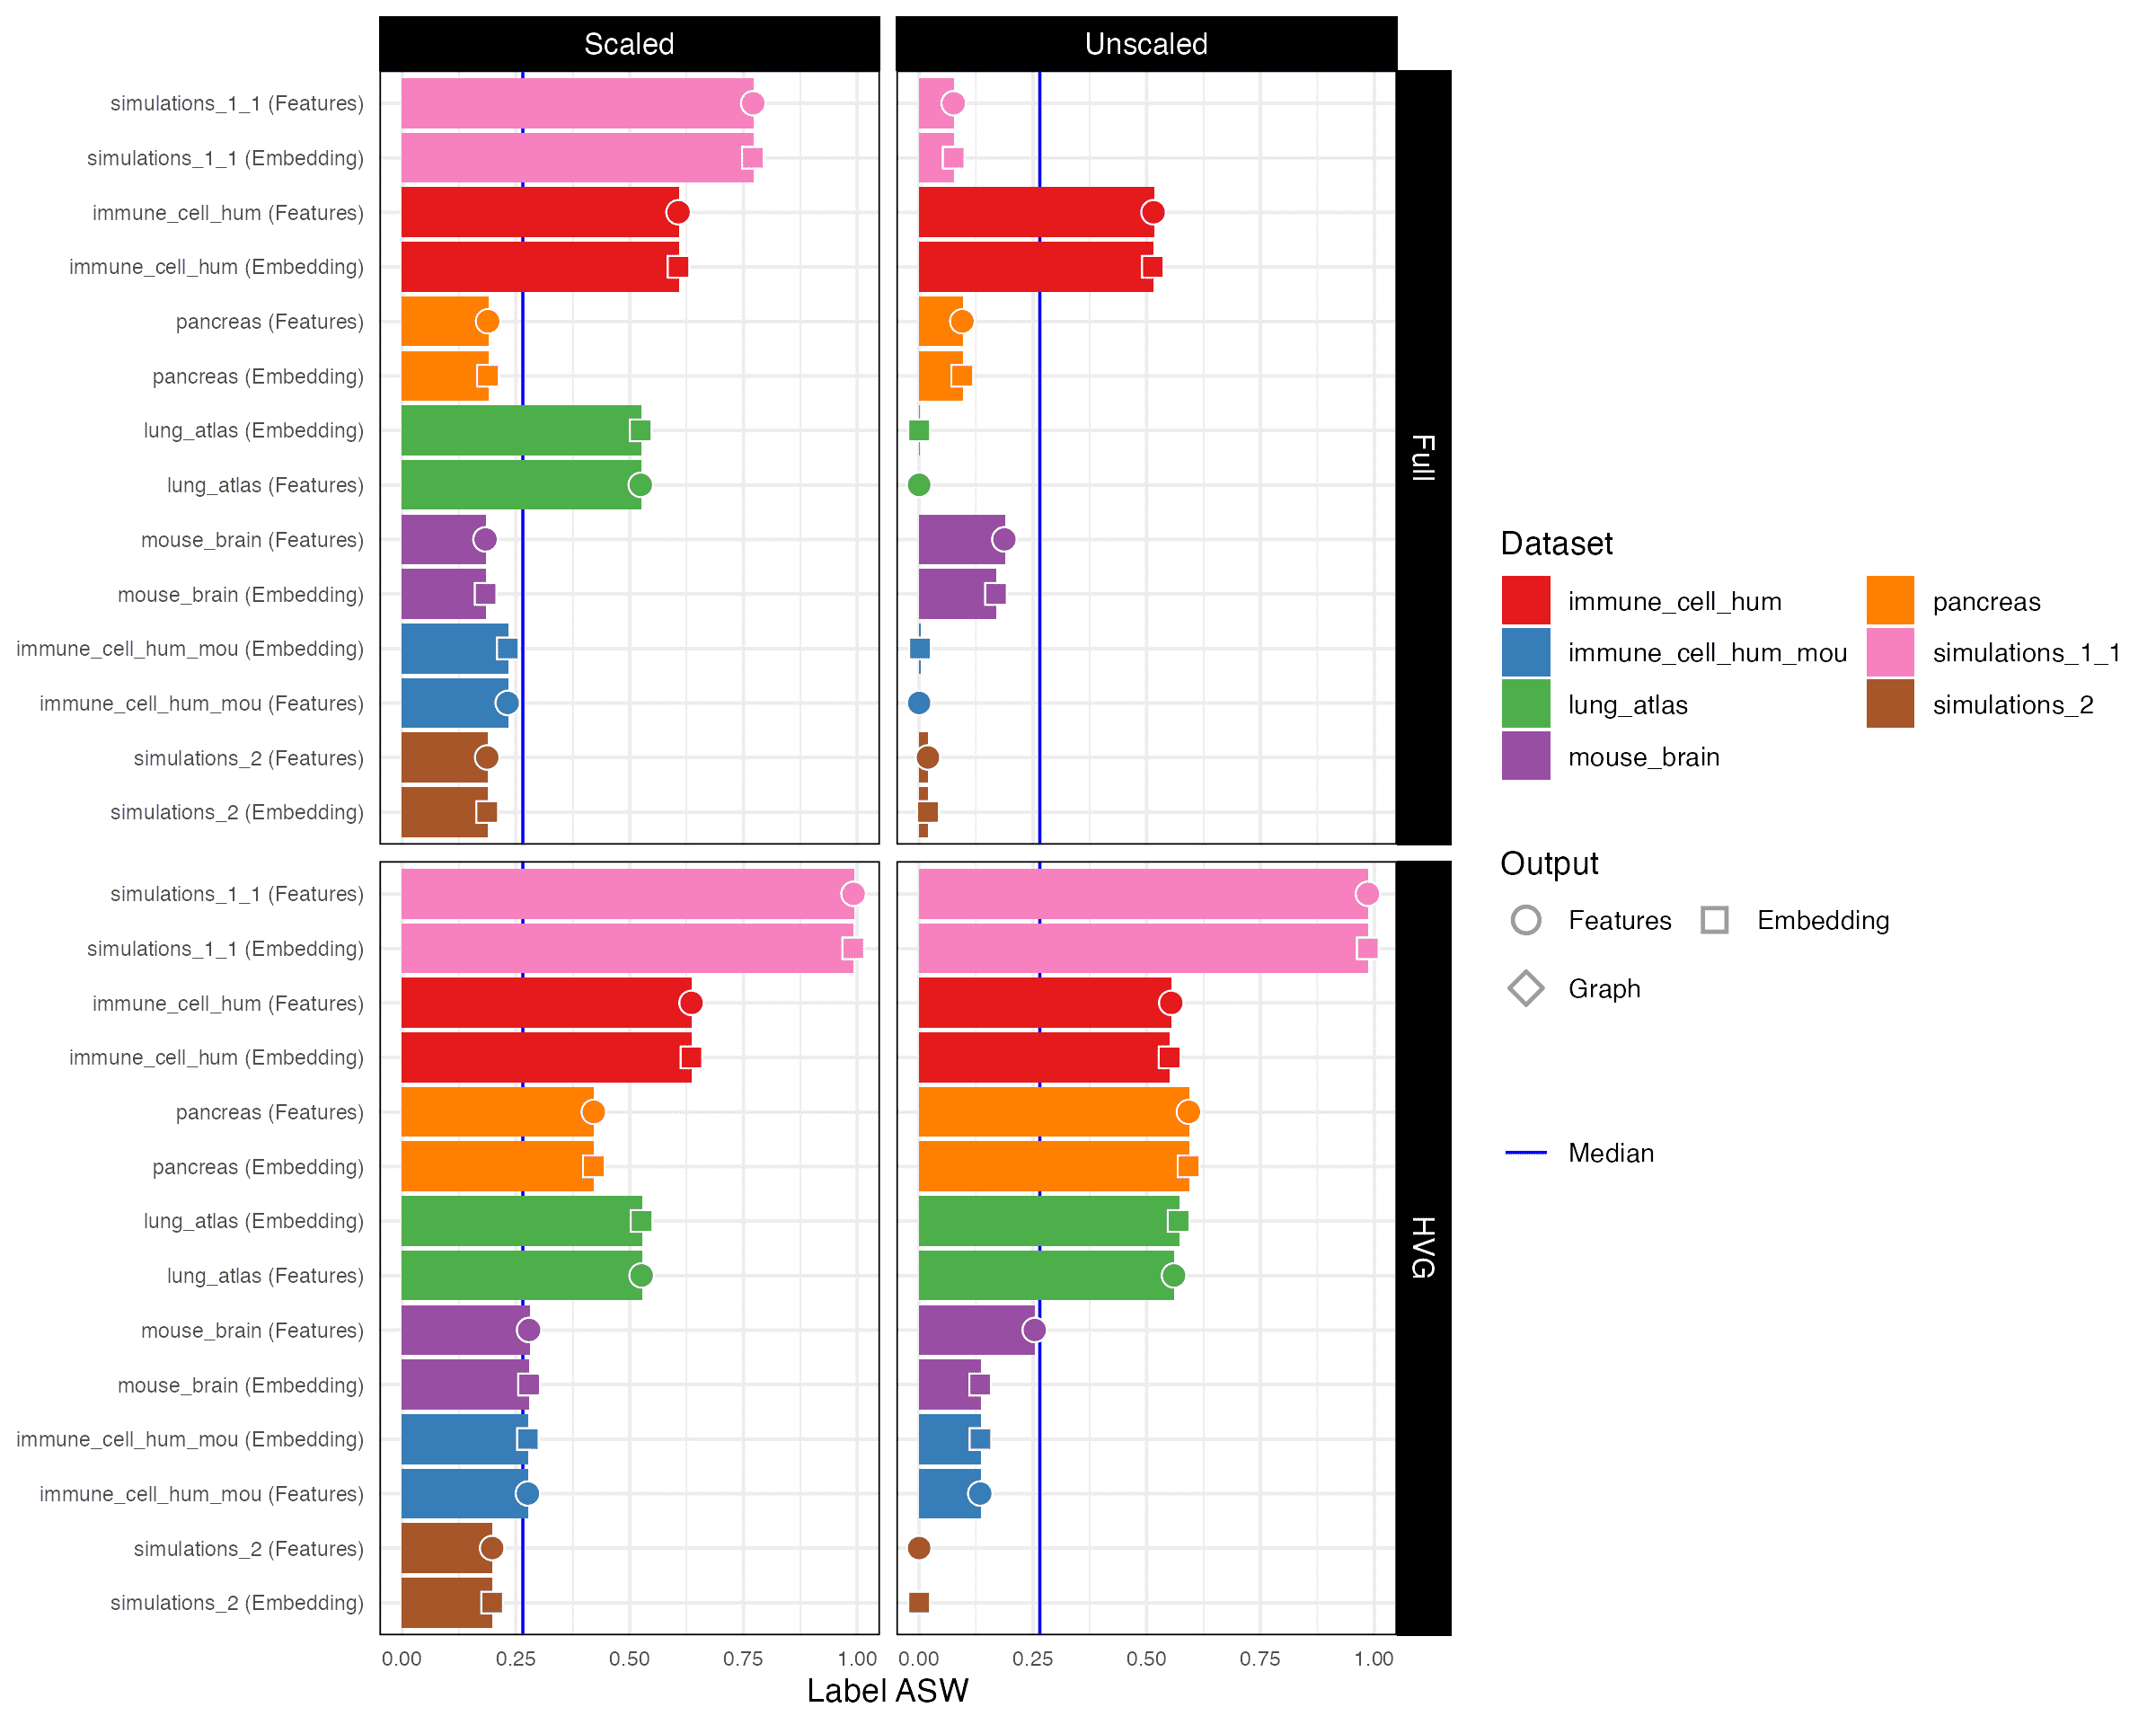 Scaled
Unscaled
simulations_1_1 (Features)
simulations_1_1 (Embedding)
immune_cell_hum (Features)
immune_cell_hum (Embedding)
pancreas (Features)
pancreas (Embedding)
lung_atlas (Embedding)
lung_atlas (Features)
mouse_brain (Features)
mouse_brain (Embedding)
immune_cell_hum_mou (Embedding)
immune_cell_hum_mou (Features)
simulations_2 (Features)
simulations_2 (Embedding)
Full
simulations_1_1 (Features)
simulations_1_1 (Embedding)
immune_cell_hum (Features)
immune_cell_hum (Embedding)
pancreas (Features)
pancreas (Embedding)
lung_atlas (Embedding)
lung_atlas (Features)
mouse_brain (Features)
mouse_brain (Embedding)
immune_cell_hum_mou (Embedding)
immune_cell_hum_mou (Features)
simulations_2 (Features)
simulations_2 (Embedding)
HVG
0.00 0.25 0.50 0.75 1.00
0.00 0.25 0.50 0.75 1.00
Label ASW
Dataset
immune_cell_hum
immune_cell_hum_mou
lung_atlas
mouse_brain
pancreas
simulations_1_1
simulations_2
Output
Features
Embedding
Graph
Median